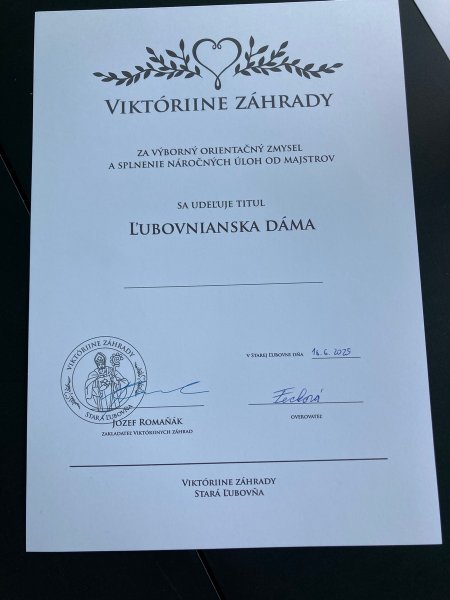 VIKTÓRIINE ZÁHRADY
ZA VÝBORNÝ ORIENTAČNÝ ZMYSEL
A SPLNENIE NÁROČNÝCH ÚLOH OD MAJSTROV
SA UDEĽUJE TITUL
ĽUBOVNIANSKA DÁMA
VIKTÓRIINE ZÁHRADY
STARÁ ĽUBOVŇA
V STAREJ ĽUBOVNI DŇA 16.6.2025
JOZEF ROMAŇÁK
ZAKLADATEĽ VIKTÓRIINÝCH ZÁHRAD
Fecková
OVEROVATEĽ
VIKTÓRIINE ZÁHRADY
STARÁ ĽUBOVŇA